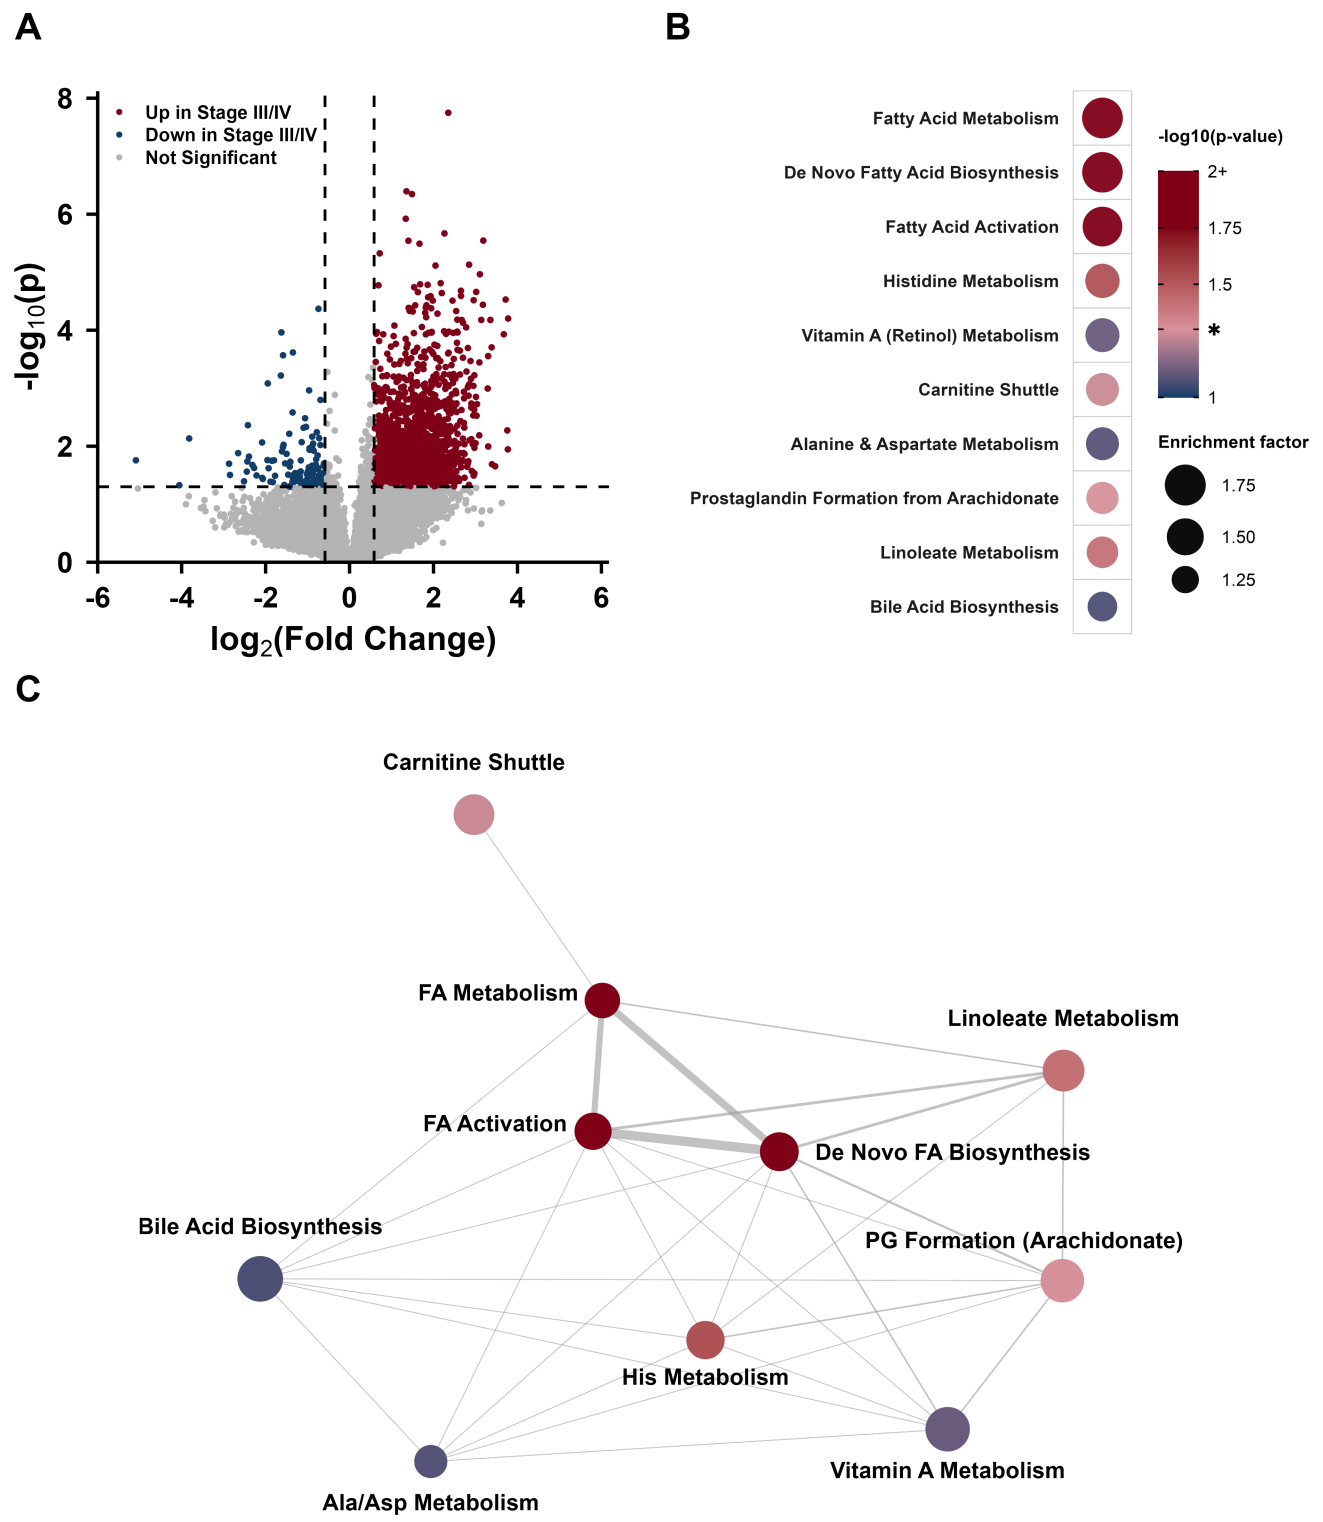 A
B
8
6
4
2
0
-log10(p)
Up in Stage III/IV
Down in Stage III/IV
Not Significant
-6 -4 -2 0 2 4 6
log2(Fold Change)
Fatty Acid Metabolism
De Novo Fatty Acid Biosynthesis
Fatty Acid Activation
Histidine Metabolism
Vitamin A (Retinol) Metabolism
Carnitine Shuttle
Alanine & Aspartate Metabolism
Prostaglandin Formation from Arachidonate
Linoleate Metabolism
Bile Acid Biosynthesis
-log10(p-value)
2+
1.75
1.5
*
1
Enrichment factor
1.75
1.50
1.25
C
Carnitine Shuttle
FA Metabolism
Linoleate Metabolism
FA Activation
De Novo FA Biosynthesis
Bile Acid Biosynthesis
PG Formation (Arachidonate)
His Metabolism
Vitamin A Metabolism
Ala/Asp Metabolism